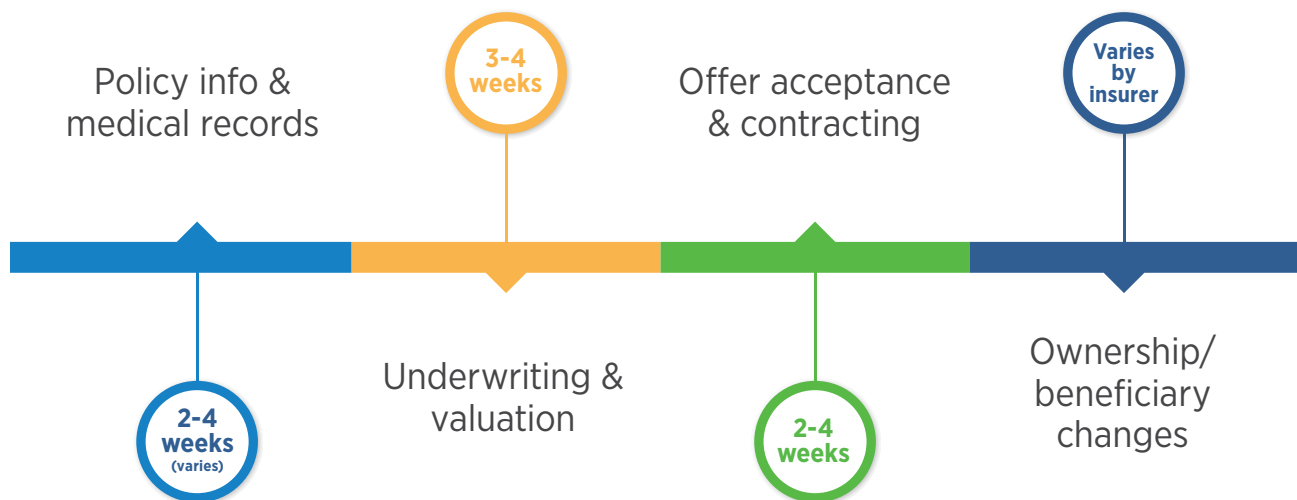 Policy info &
medical records
2-4
weeks
(varies)
3-4
weeks
Underwriting &
valuation
Offer acceptance
& contracting
2-4
weeks
Varies
by
insurer
Ownership/
beneficiary
changes